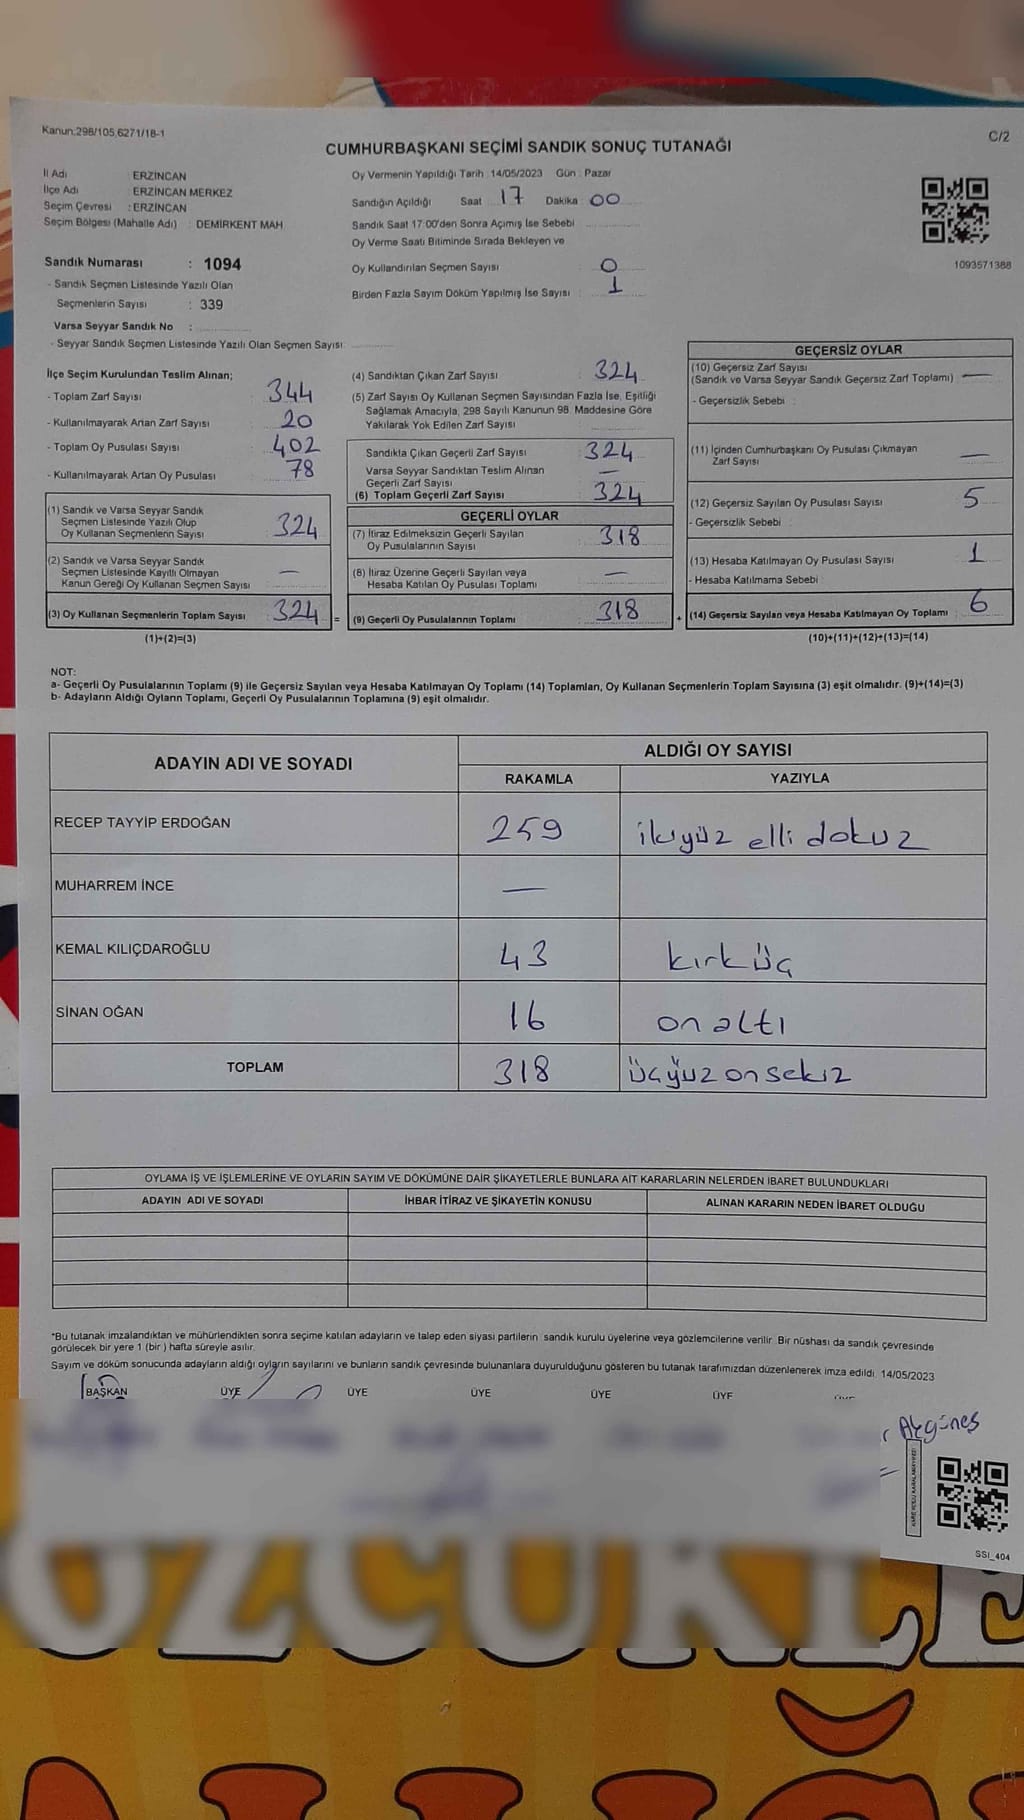 Kanun:298/105,6271/18-1
C/2
CUMHURBAŞKANI SEÇİMİ SANDIK SONUÇ TUTANAĞI
İl Adı : ERZİNCAN
İlçe Adı : ERZİNCAN MERKEZ
Seçim Çevresi : ERZİNCAN
Seçim Bölgesi (Mahalle Adı) : DEMİRKENT MAH
Sandık Numarası : 1094
- Sandık Seçmen Listesinde Yazılı Olan
Seçmenlerin Sayısı : 339
Varsa Seyyar Sandık No :
- Seyyar Sandık Seçmen Listesinde Yazılı Olan Seçmen Sayısı:
Oy Vermenin Yapıldığı Tarih : 14/05/2023 Gün : Pazar
Sandığın Açıldığı Saat 17 Dakika : 00
Sandık Saat 17:00'den Sonra Açılmış İse Sebebi
Oy Verme Saati Bitiminde Sırada Bekleyen ve
Oy Kullandırılan Seçmen Sayısı : 0
Birden Fazla Sayım Döküm Yapılmış İse Sayısı : 1
1093571388
İlçe Seçim Kurulundan Teslim Alınan;
- Toplam Zarf Sayısı : 344
- Kullanılmayarak Artan Zarf Sayısı : 20
- Toplam Oy Pusulası Sayısı : 402
- Kullanılmayarak Artan Oy Pusulası : 78
(1) Sandık ve Varsa Seyyar Sandık
Seçmen Listesinde Yazılı Olup
Oy Kullanan Seçmenlerin Sayısı : 324
(2) Sandık ve Varsa Seyyar Sandık
Seçmen Listesinde Kayıtlı Olmayan
Kanun Gereği Oy Kullanan Seçmen Sayısı : —
(3) Oy Kullanan Seçmenlerin Toplam Sayısı : 324 =
(1)+(2)=(3)
(4) Sandıktan Çıkan Zarf Sayısı : 324
(5) Zarf Sayısı Oy Kullanan Seçmen Sayısından Fazla İse, Eşitliği
Sağlamak Amacıyla, 298 Sayılı Kanunun 98. Maddesine Göre
Yakılarak Yok Edilen Zarf Sayısı :
Sandıkta Çıkan Geçerli Zarf Sayısı : 324
Varsa Seyyar Sandıktan Teslim Alınan
Geçerli Zarf Sayısı : —
(6) Toplam Geçerli Zarf Sayısı : 324
GEÇERLİ OYLAR
(7) İtiraz Edilmeksizin Geçerli Sayılan
Oy Pusulalarının Sayısı : 318
(8) İtiraz Üzerine Geçerli Sayılan veya
Hesaba Katılan Oy Pusulası Toplamı : —
(9) Geçerli Oy Pusulalarının Toplamı : 318 +
GEÇERSİZ OYLAR
(10) Geçersiz Zarf Sayısı
(Sandık ve Varsa Seyyar Sandık Geçersiz Zarf Toplamı) : —
- Geçersizlik Sebebi :
(11) İçinden Cumhurbaşkanı Oy Pusulası Çıkmayan
Zarf Sayısı : —
(12) Geçersiz Sayılan Oy Pusulası Sayısı : 5
- Geçersizlik Sebebi :
(13) Hesaba Katılmayan Oy Pusulası Sayısı : 1
- Hesaba Katılmama Sebebi :
(14) Geçersiz Sayılan veya Hesaba Katılmayan Oy Toplamı : 6
(10)+(11)+(12)+(13)=(14)
NOT:
a- Geçerli Oy Pusulalarının Toplamı (9) ile Geçersiz Sayılan veya Hesaba Katılmayan Oy Toplamı (14) Toplamları, Oy Kullanan Seçmenlerin Toplam Sayısına (3) eşit olmalıdır. (9)+(14)=(3)
b- Adayların Aldığı Oyların Toplamı, Geçerli Oy Pusulalarının Toplamına (9) eşit olmalıdır.
ADAYIN ADI VE SOYADI
ALDIĞI OY SAYISI
RAKAMLA YAZIYLA
RECEP TAYYİP ERDOĞAN 259 ikiyüz elli dokuz
MUHARREM İNCE —
KEMAL KILIÇDAROĞLU 43 kırküç
SİNAN OĞAN 16 on altı
TOPLAM 318 üçyüz on sekiz
OYLAMA İŞ VE İŞLEMLERİNE VE OYLARIN SAYIM VE DÖKÜMÜNE DAİR ŞİKAYETLERLE BUNLARA AİT KARARLARIN NELERDEN İBARET BULUNDUKLARI
ADAYIN ADI VE SOYADI İHBAR İTİRAZ VE ŞİKAYETİN KONUSU ALINAN KARARIN NEDEN İBARET OLDUĞU
*Bu tutanak imzalandıktan ve mühürlendikten sonra seçime katılan adayların ve talep eden siyasi partilerin sandık kurulu üyelerine veya gözlemcilerine verilir. Bir nüshası da sandık çevresinde
görülecek bir yere 1 (bir) hafta süreyle asılır.
Sayım ve döküm sonucunda adayların aldığı oyların sayılarını ve bunların sandık çevresinde bulunanlara duyurulduğunu gösteren bu tutanak tarafımızdan düzenlenerek imza edildi. 14/05/2023
BAŞKAN ÜYE ÜYE ÜYE ÜYE ÜYE
Akgüneş
SSI_404